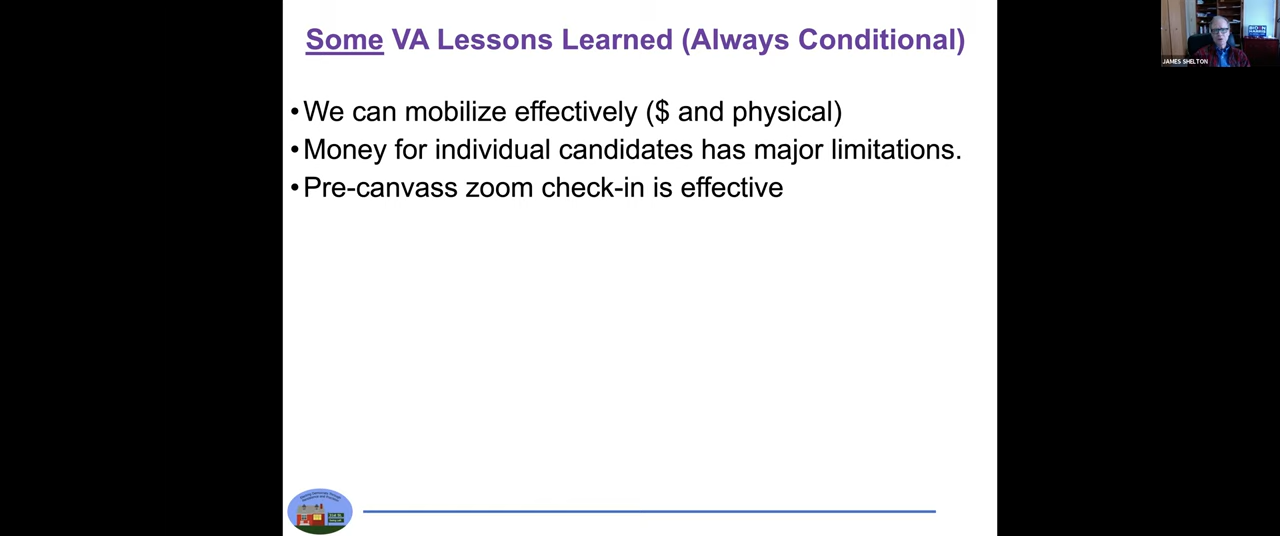 Some VA Lessons Learned (Always Conditional)
•We can mobilize effectively ($ and physical)
•Money for individual candidates has major limitations.
•Pre-canvass zoom check-in is effective
JAMES SHELTON